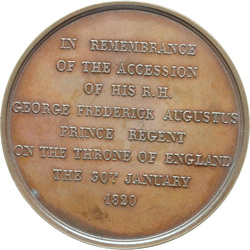 IN REMEMBRANCE
OF THE ACCESSION
OF HIS R.H.
GEORGE FREDERICK AUGUSTUS
PRINCE REGENT
ON THE THRONE OF ENGLAND
THE 30TH JANUARY
1820